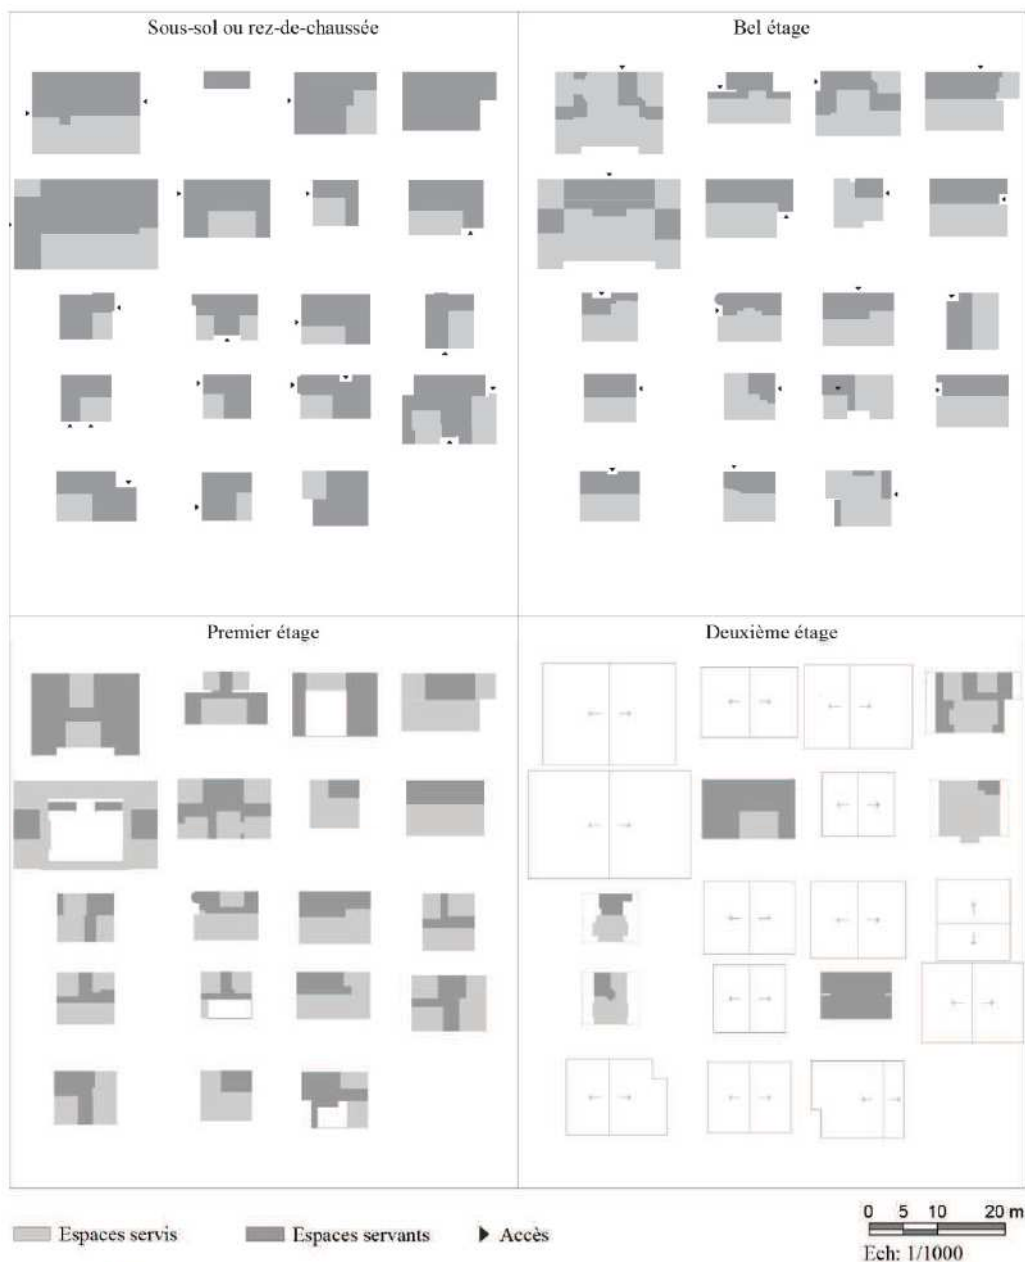 Sous-sol ou rez-de-chaussée
Bel étage
Premier étage
Deuxième étage
Espaces servis
Espaces servants
Accès
0 5 10 20 m
Ech: 1/1000